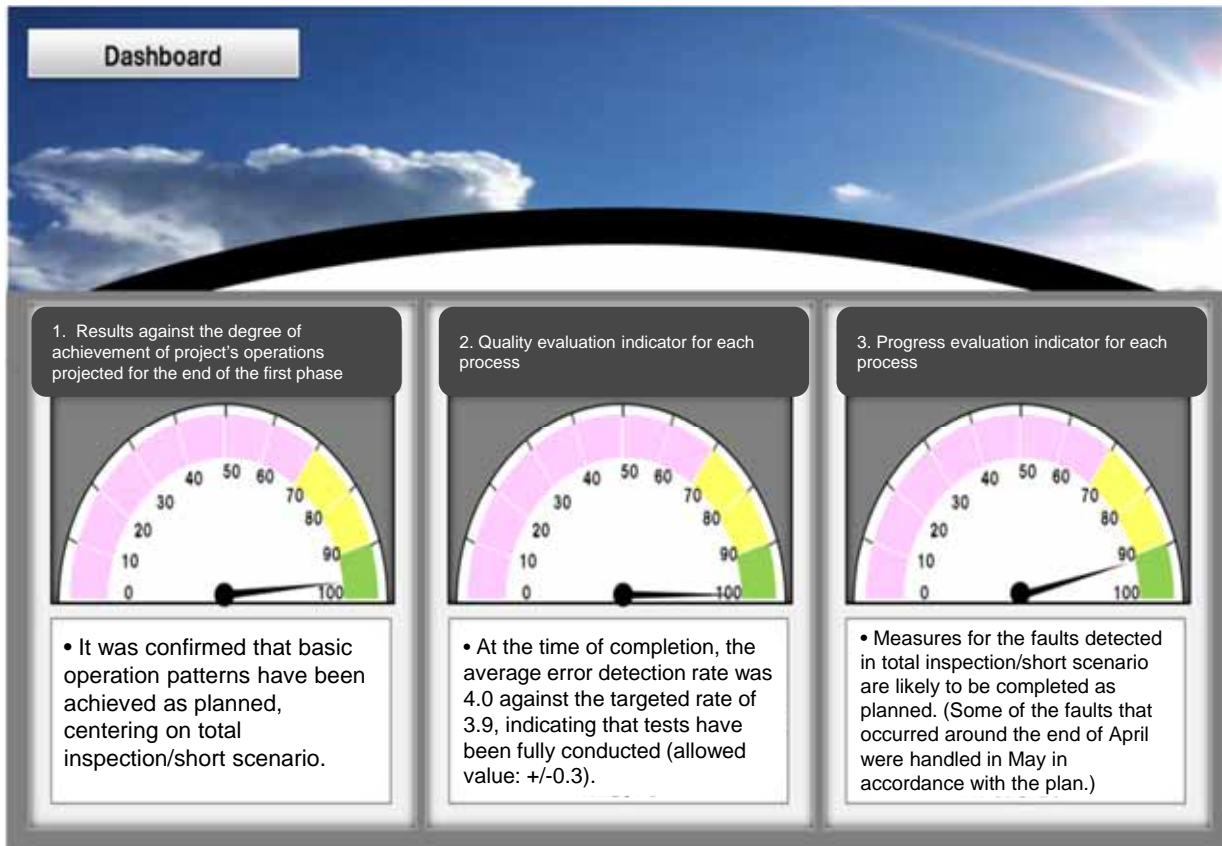 Dashboard
1. Results against the degree of
achievement of project's operations
projected for the end of the first phase
0
10
20
30
40
50
60
70
80
90
100
• It was confirmed that basic
operation patterns have been
achieved as planned,
centering on total
inspection/short scenario.
2. Quality evaluation indicator for each
process
0
10
20
30
40
50
60
70
80
90
100
• At the time of completion, the
average error detection rate was
4.0 against the targeted rate of
3.9, indicating that tests have
been fully conducted (allowed
value: +/-0.3).
3. Progress evaluation indicator for each
process
0
10
20
30
40
50
60
70
80
90
100
• Measures for the faults detected
in total inspection/short scenario
are likely to be completed as
planned. (Some of the faults that
occurred around the end of April
were handled in May in
accordance with the plan.)